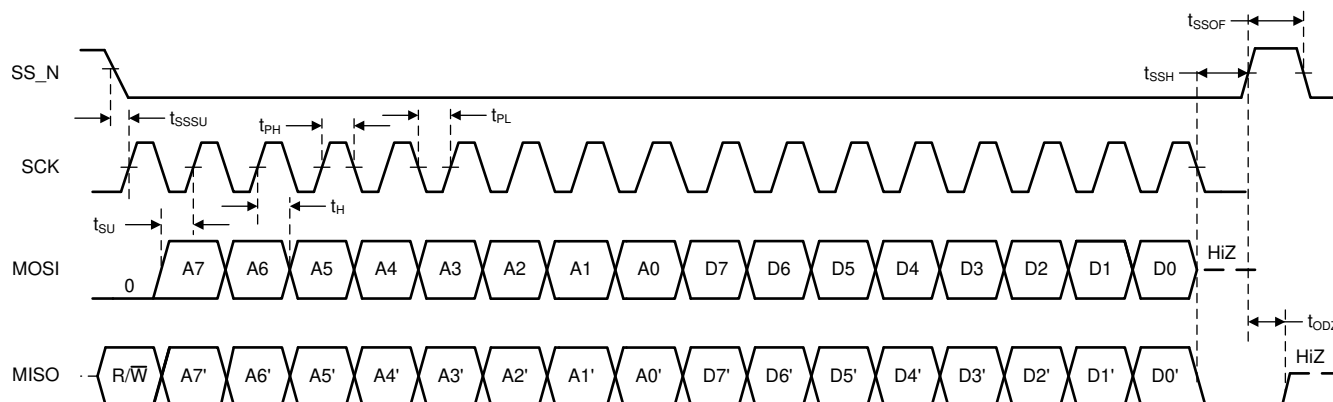 tSSOF
SS_N
tSSH
tSSSU
tPH
tPL
SCK
tSU
tH
MOSI
0 A7 A6 A5 A4 A3 A2 A1 A0 D7 D6 D5 D4 D3 D2 D1 D0 HiZ
tODZ
MISO
R/W̅ A7' A6' A5' A4' A3' A2' A1' A0' D7' D6' D5' D4' D3' D2' D1' D0' HiZ